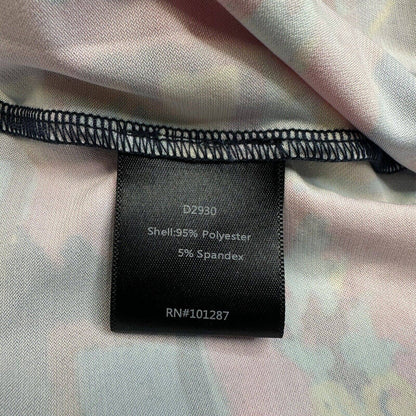 D2930
Shell:95% Polyester
5% Spandex
RN#101287